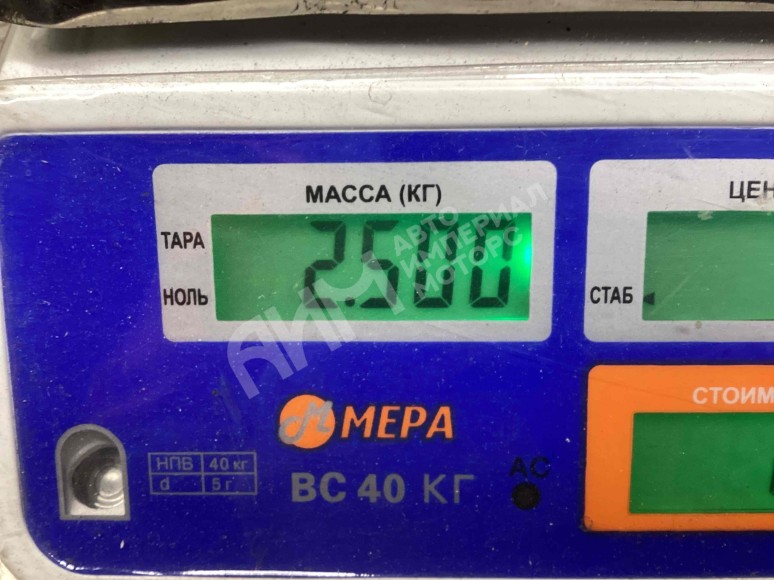 МАССА (КГ)
ТАРА
НОЛЬ
2.500
ЦЕН
СТАБ
АВТО
ИМПЕРИАЛ
МОТОРС
АИМ
СТОИМ
МЕРА
НПВ 40 кг
d 5 г
ВС 40 КГ
АС